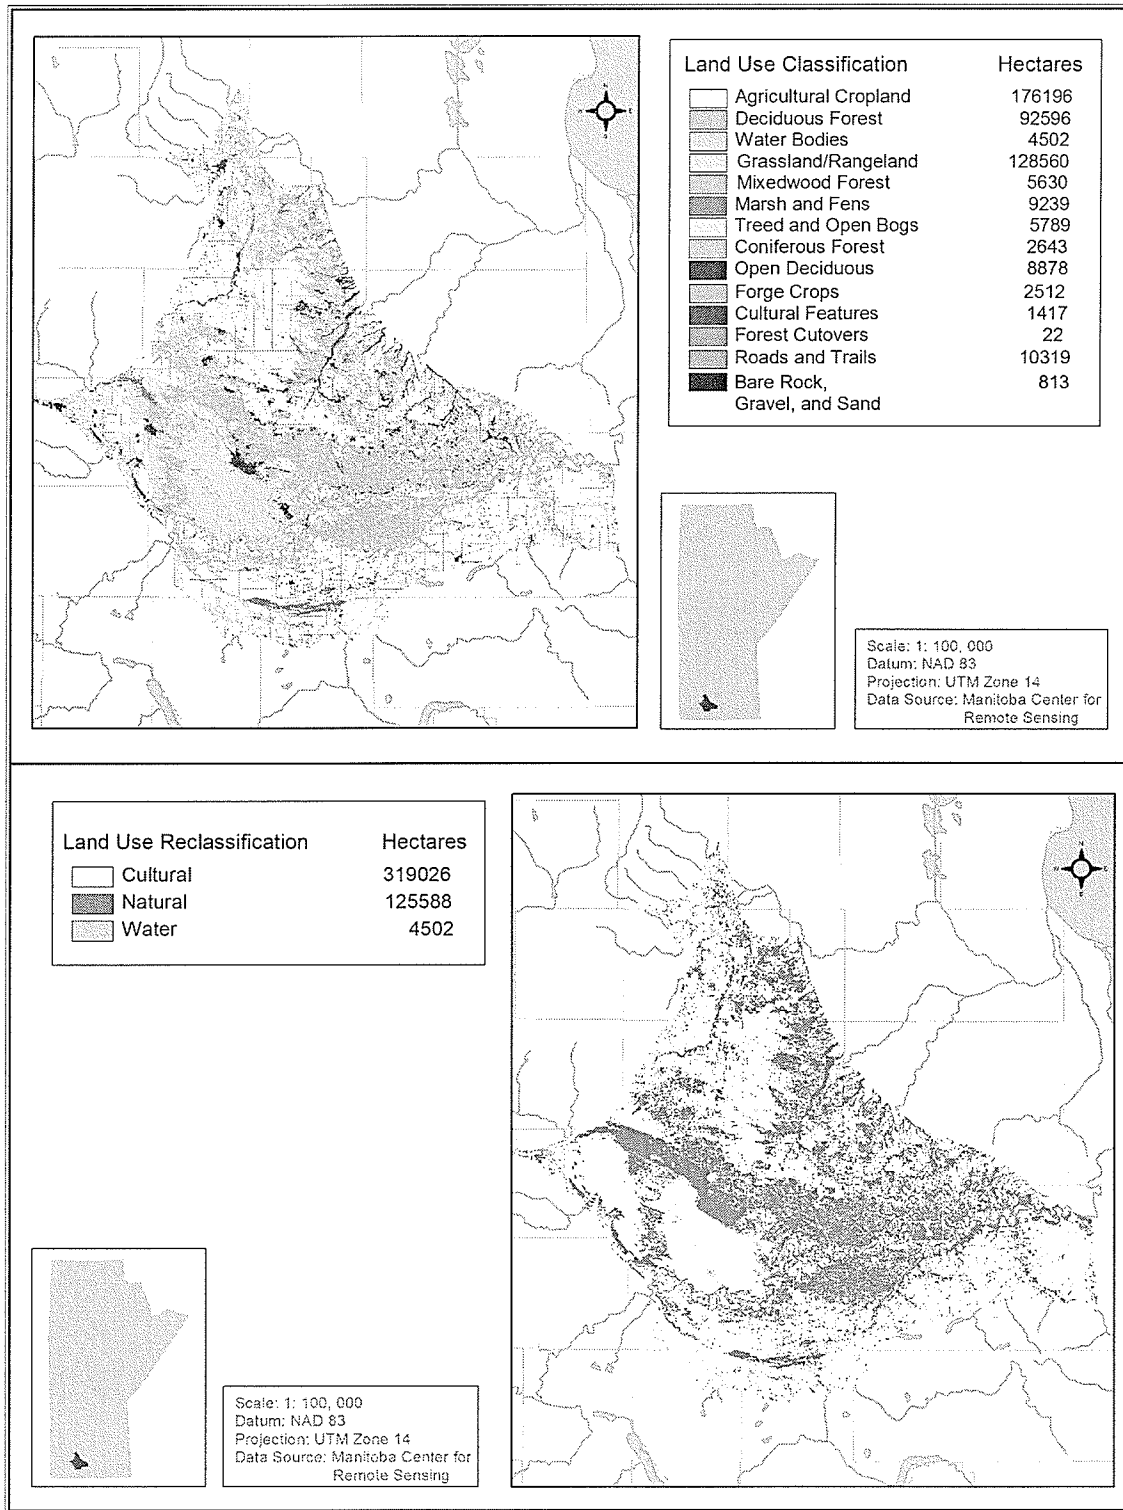 N
W E
S
Land Use Classification Hectares
Agricultural Cropland 176196
Deciduous Forest 92596
Water Bodies 4502
Grassland/Rangeland 128560
Mixedwood Forest 5630
Marsh and Fens 9239
Treed and Open Bogs 5789
Coniferous Forest 2643
Open Deciduous 8878
Forge Crops 2512
Cultural Features 1417
Forest Cutovers 22
Roads and Trails 10319
Bare Rock, 813
Gravel, and Sand
Scale: 1: 100, 000
Datum: NAD 83
Projection: UTM Zone 14
Data Source: Manitoba Center for
Remote Sensing
Land Use Reclassification Hectares
Cultural 319026
Natural 125588
Water 4502
N
W E
S
Scale: 1: 100, 000
Datum: NAD 83
Projection: UTM Zone 14
Data Source: Manitoba Center for
Remote Sensing